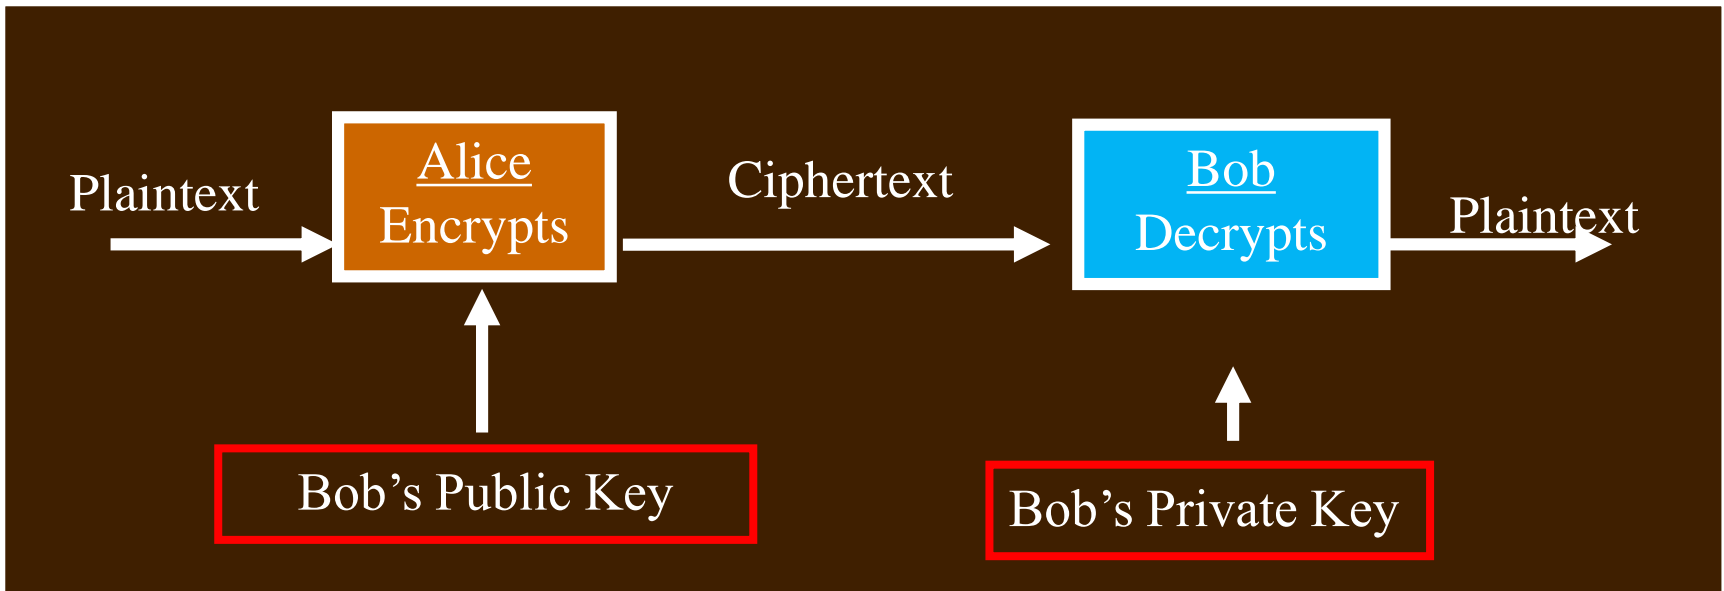 Plaintext
Alice
Encrypts
Ciphertext
Bob
Decrypts
Plaintext
Bob’s Public Key
Bob’s Private Key